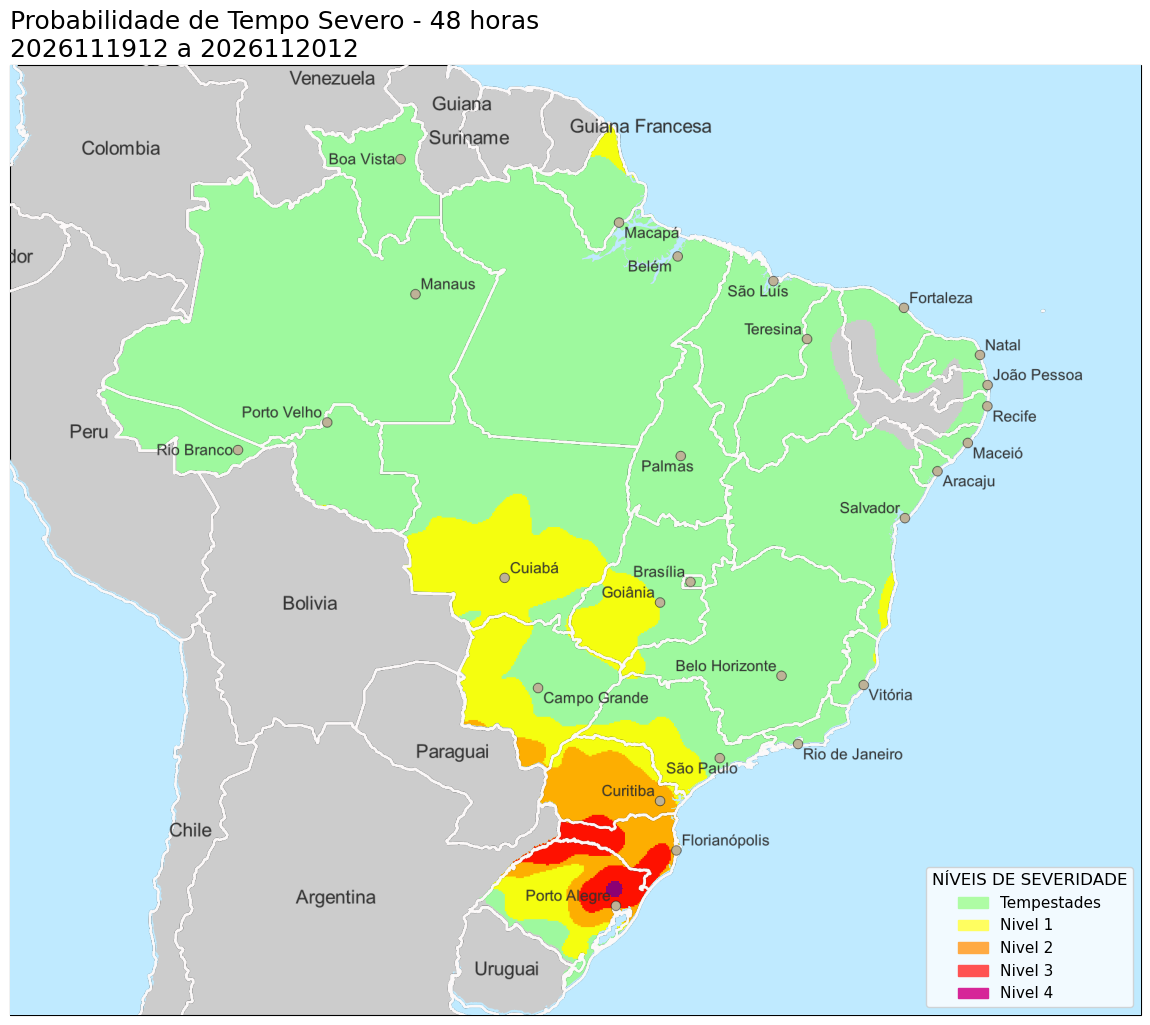 Probabilidade de Tempo Severo - 48 horas
2026111912 a 2026112012
Venezuela
Guiana
Guiana Francesa
Suriname
Colombia
Boa Vista
Macapá
dor
Belém
Manaus
São Luís
Fortaleza
Teresina
Natal
João Pessoa
Porto Velho
Recife
Peru
Rio Branco
Maceió
Palmas
Aracaju
Salvador
Cuiabá
Brasília
Goiânia
Bolivia
Belo Horizonte
Vitória
Campo Grande
Paraguai
Rio de Janeiro
São Paulo
Curitiba
Chile
Florianópolis
Argentina
Porto Alegre
Uruguai
NÍVEIS DE SEVERIDADE
Tempestades
Nivel 1
Nivel 2
Nivel 3
Nivel 4